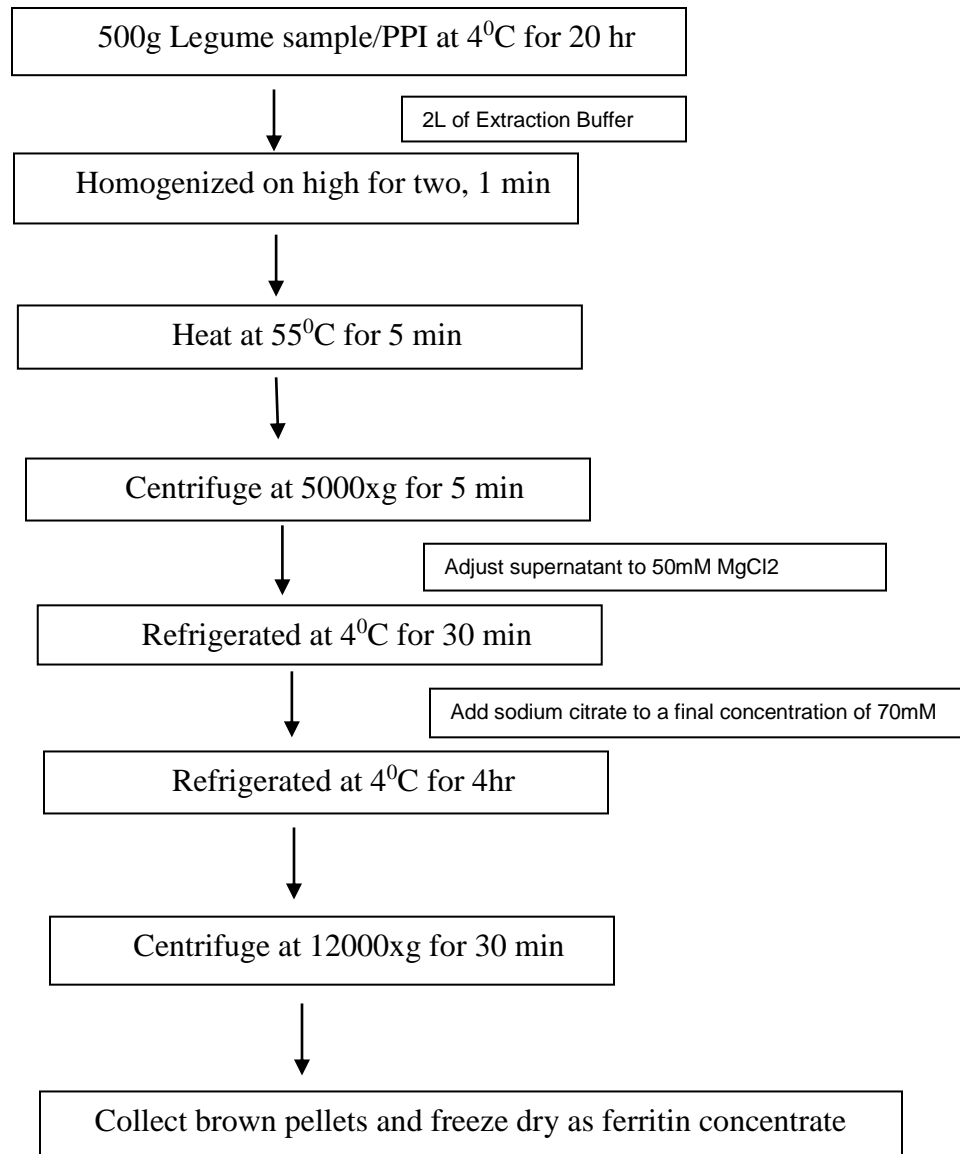 500g Legume sample/PPI at 4⁰C for 20 hr
2L of Extraction Buffer
Homogenized on high for two, 1 min
Heat at 55⁰C for 5 min
Centrifuge at 5000xg for 5 min
Adjust supernatant to 50mM MgCl2
Refrigerated at 4⁰C for 30 min
Add sodium citrate to a final concentration of 70mM
Refrigerated at 4⁰C for 4hr
Centrifuge at 12000xg for 30 min
Collect brown pellets and freeze dry as ferritin concentrate